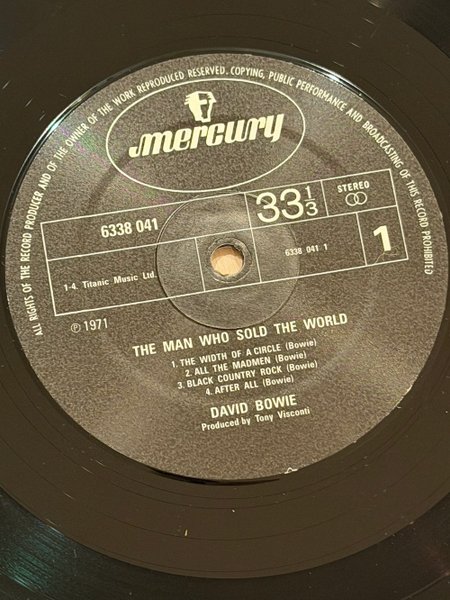 ALL RIGHTS OF THE RECORD PRODUCER AND OF THE OWNER OF THE WORK REPRODUCED RESERVED. COPYING, PUBLIC PERFORMANCE AND BROADCASTING OF THIS RECORD PROHIBITED
mercury
6338 041
33 1/3
STEREO
1-4. Titanic Music Ltd.
6338 041 1
1
Ⓟ 1971
THE MAN WHO SOLD THE WORLD
1. THE WIDTH OF A CIRCLE (Bowie)
2. ALL THE MADMEN (Bowie)
3. BLACK COUNTRY ROCK (Bowie)
4. AFTER ALL (Bowie)
DAVID BOWIE
Produced by Tony Visconti